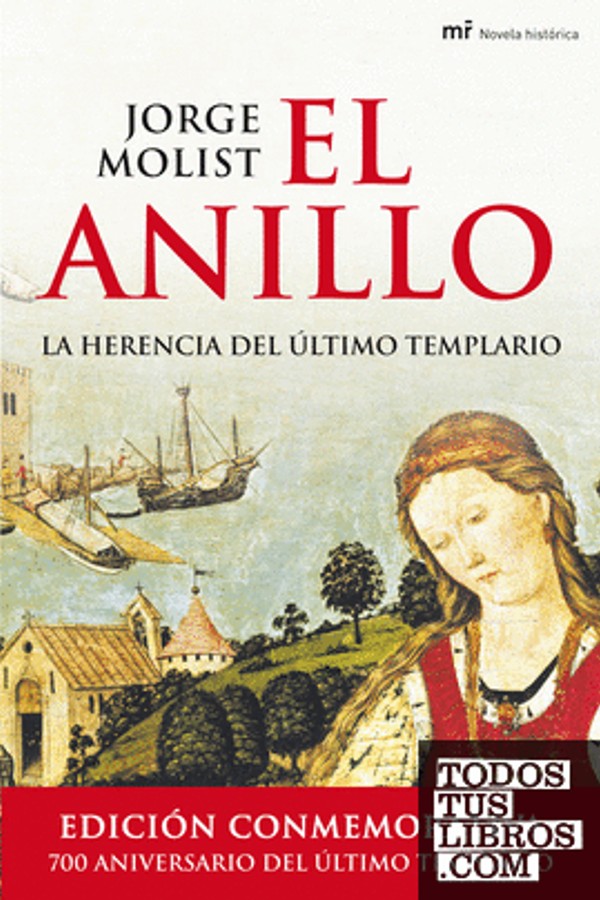 mr Novela histórica
JORGE
MOLIST
EL
ANILLO
LA HERENCIA DEL ÚLTIMO TEMPLARIO
EDICIÓN
700 ANIVERSARIO DEL ÚLTIMO
TODOS
TUS
LIBROS
.COM